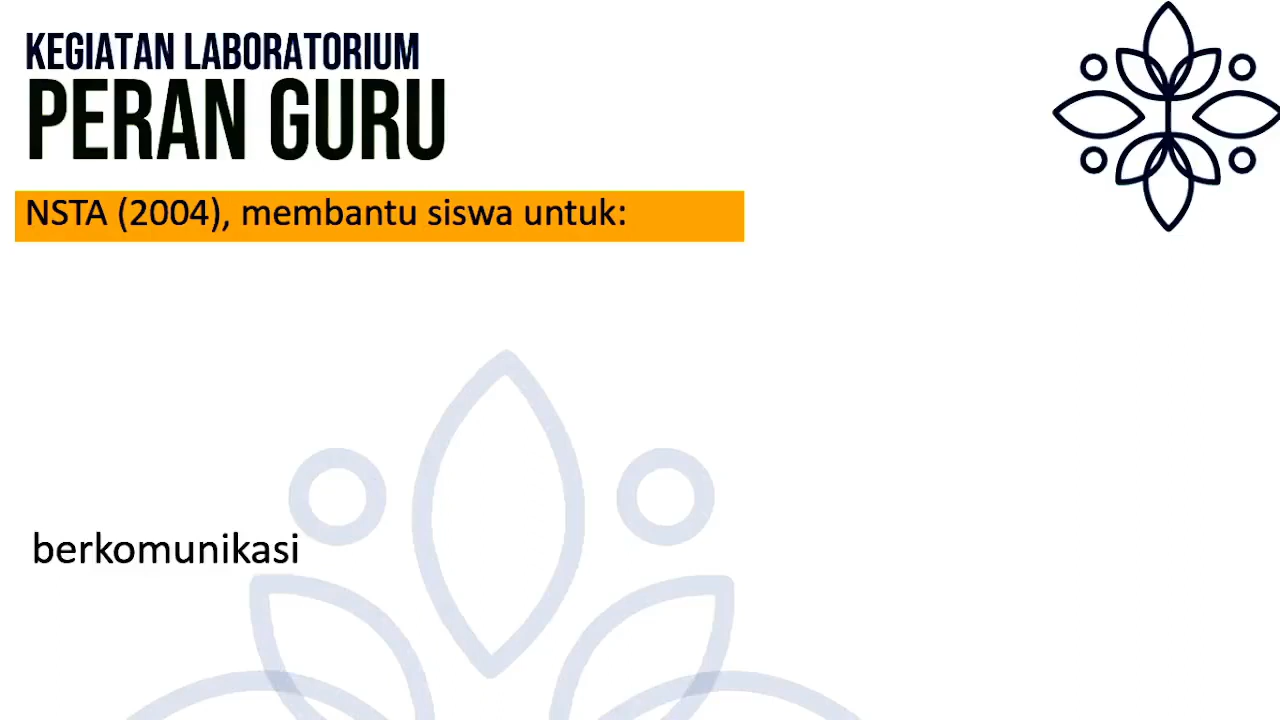 KEGIATAN LABORATORIUM
PERAN GURU
NSTA (2004), membantu siswa untuk:
berkomunikasi